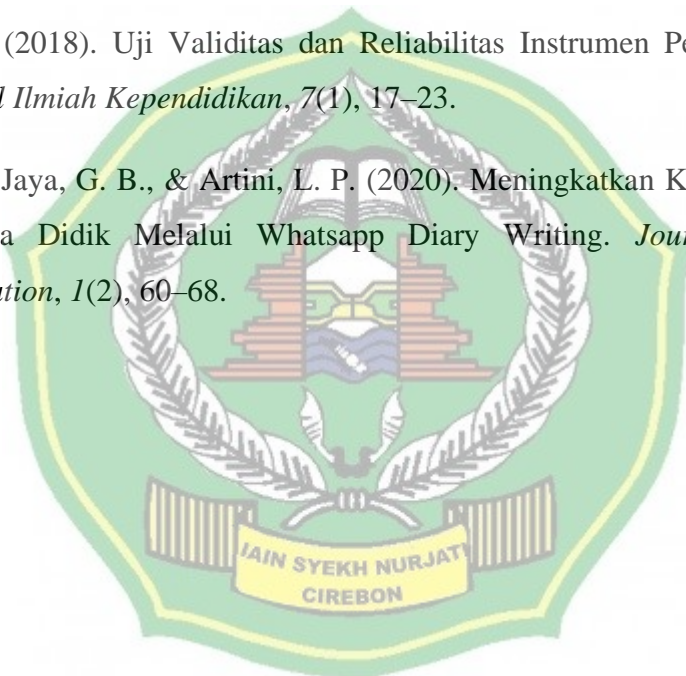 (2018). Uji Validitas dan Reliabilitas Instrumen Pe
l Ilmiah Kependidikan, 7(1), 17–23.
Jaya, G. B., & Artini, L. P. (2020). Meningkatkan K
a Didik Melalui Whatsapp Diary Writing. Jour
ation, 1(2), 60–68.
IAIN SYEKH NURJATI
CIREBON